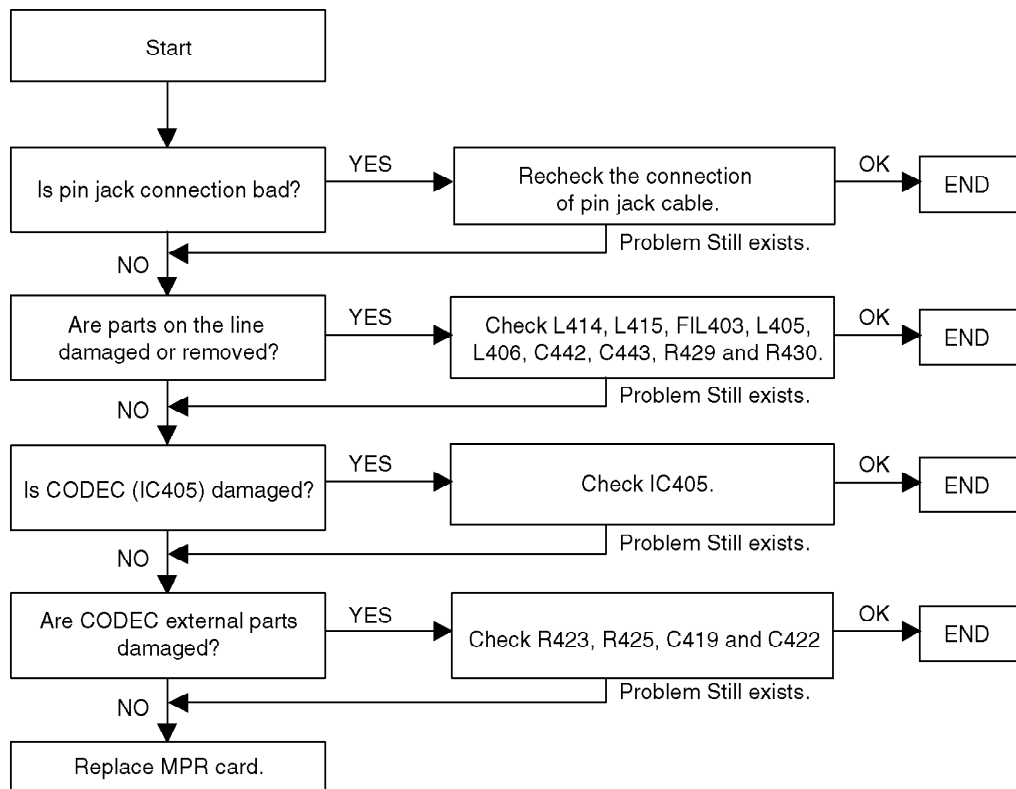 Start
Is pin jack connection bad?
YES
Recheck the connection
of pin jack cable.
OK
END
Problem Still exists.
NO
Are parts on the line
damaged or removed?
YES
Check L414, L415, FIL403, L405,
L406, C442, C443, R429 and R430.
OK
END
Problem Still exists.
NO
Is CODEC (IC405) damaged?
YES
Check IC405.
OK
END
Problem Still exists.
NO
Are CODEC external parts
damaged?
YES
Check R423, R425, C419 and C422
OK
END
Problem Still exists.
NO
Replace MPR card.